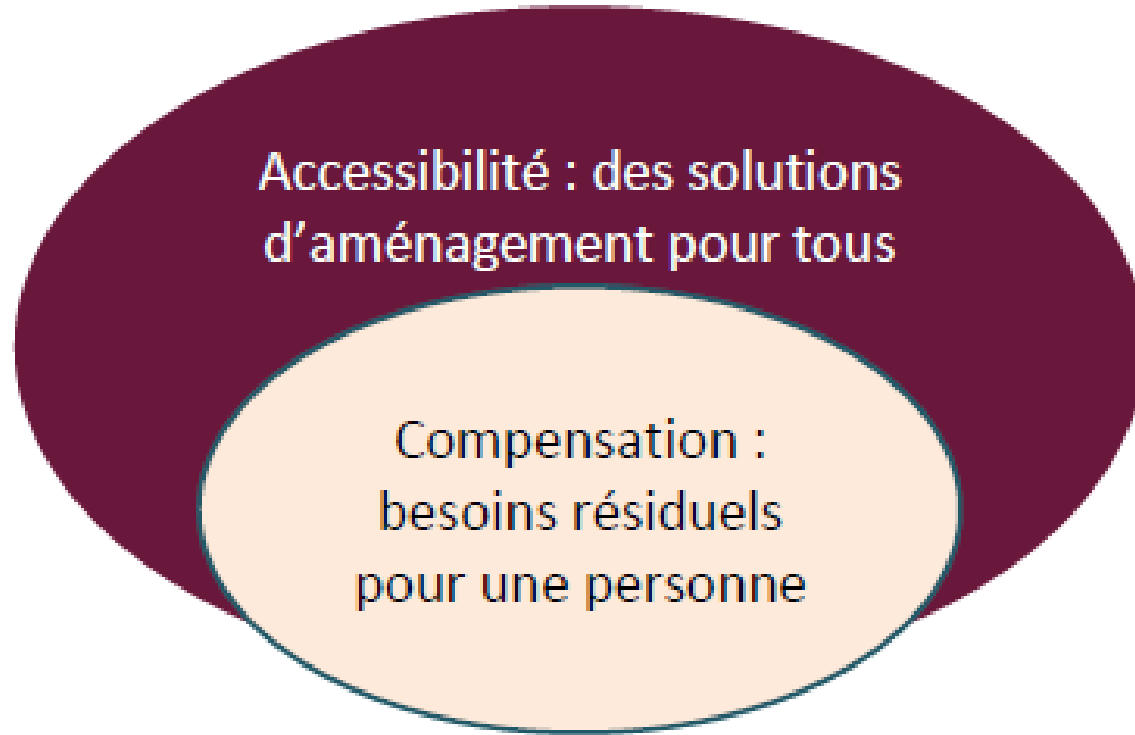 Accessibilité : des solutions
d’aménagement pour tous
Compensation :
besoins résiduels
pour une personne